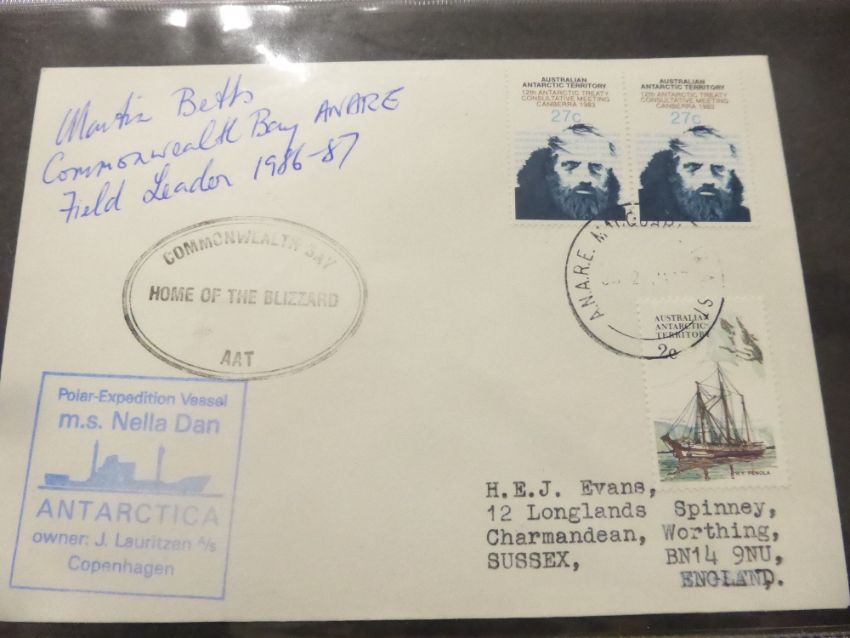 Martin Betts
Commonwealth Bay ANARE
Field Leader 1986-87
AUSTRALIAN
ANTARCTIC TERRITORY
12th ANTARCTIC TREATY
CONSULTATIVE MEETING
CANBERRA 1983
27c
AUSTRALIAN
ANTARCTIC TERRITORY
12th ANTARCTIC TREATY
CONSULTATIVE MEETING
CANBERRA 1983
27c
COMMONWEALTH BAY
HOME OF THE BLIZZARD
AAT
A.N.A.R.E.
AUSTRALIAN
ANTARCTIC
TERRITORY
2c
R.Y. PENOLA
Polar-Expedition Vessel
m.s. Nella Dan
ANTARCTICA
owner: J. Lauritzen A/s
Copenhagen
H.E.J. Evans,
12 Longlands Spinney,
Charmandean, Worthing,
SUSSEX, BN14 9NU,
ENGLAND.